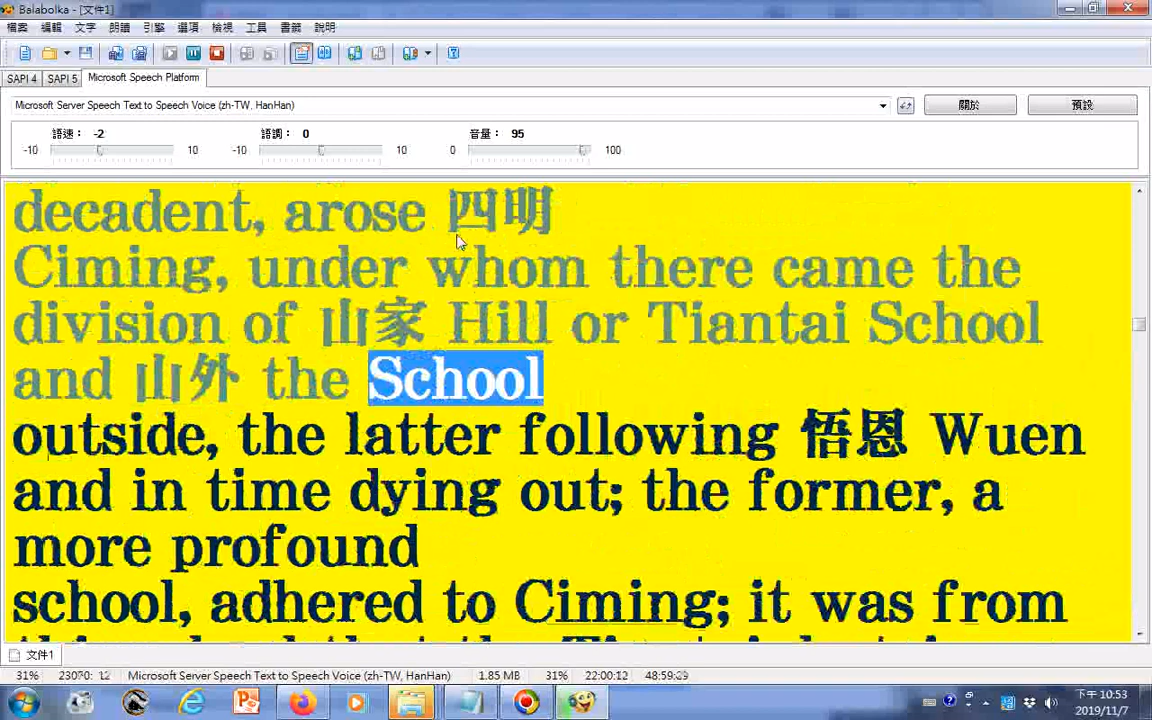 Balabolka - [文件1]
檔案 編輯 文字 朗讀 引擎 選項 檢視 工具 書籤 說明
SAPI 4 SAPI 5 Microsoft Speech Platform
Microsoft Server Speech Text to Speech Voice (zh-TW, HanHan) 關於 預設
語速： -2 語調： 0 音量： 95
-10 10 -10 10 0 100
decadent, arose 四明
Ciming, under whom there came the
division of 山家 Hill or Tiantai School
and 山外 the School
outside, the latter following 悟恩 Wuen
and in time dying out; the former, a
more profound
school, adhered to Ciming; it was from
文件1
31% 23070: 12 Microsoft Server Speech Text to Speech Voice (zh-TW, HanHan) 1.85 MB 31% 22:00:12 48:59:29
下午 10:53
2019/11/7